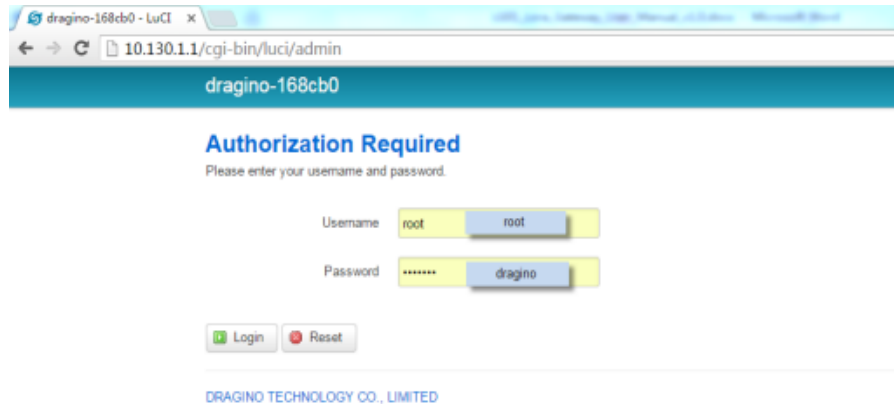 dragino-168cb0 - LuCI ×
10.130.1.1/cgi-bin/luci/admin
dragino-168cb0
Authorization Required
Please enter your username and password.
Username root root
Password ••••••• dragino
Login Reset
DRAGINO TECHNOLOGY CO., LIMITED